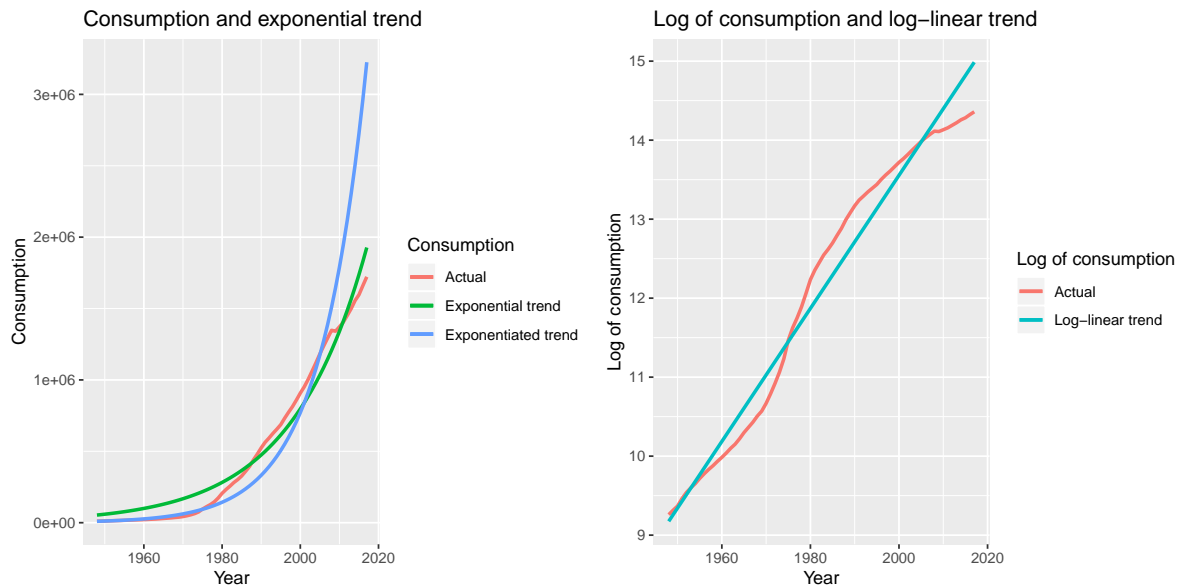 Consumption and exponential trend
3e+06
2e+06
1e+06
0e+00
Consumption
1960
1980
2000
2020
Year
Consumption
Actual
Exponential trend
Exponentiated trend
Log of consumption and log−linear trend
15
14
13
12
11
10
9
Log of consumption
1960
1980
2000
2020
Year
Log of consumption
Actual
Log−linear trend